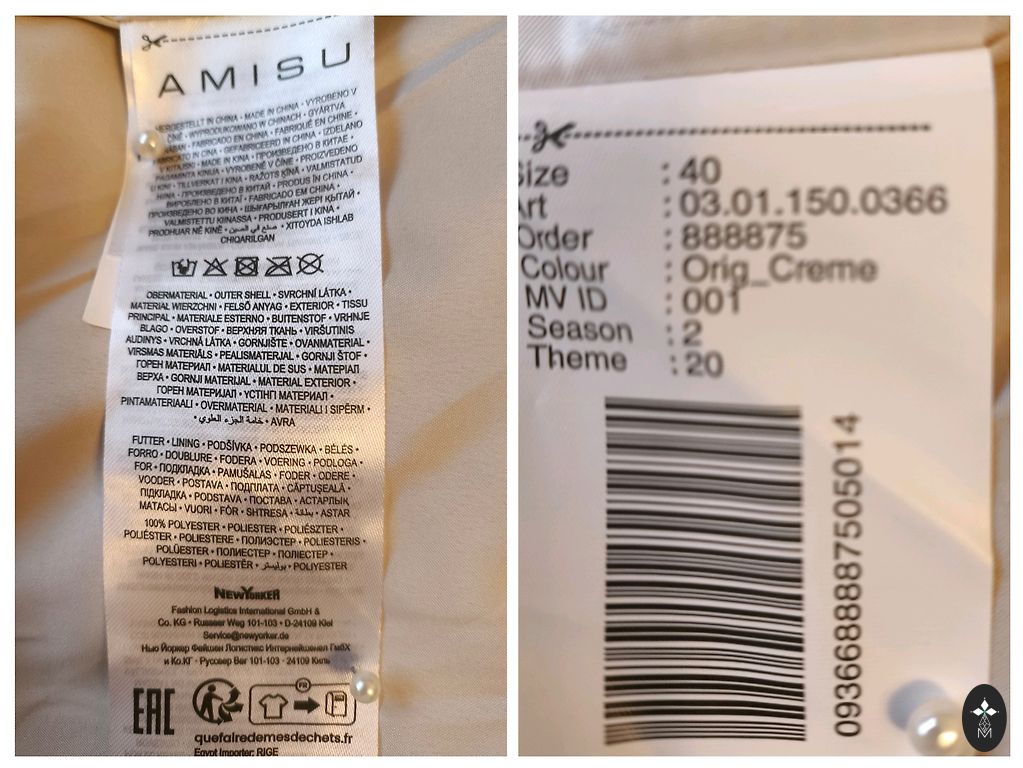 AMISU
HERGESTELLT IN CHINA • MADE IN CHINA • VYROBENO V
ČÍNĚ • WYPRODUKOWANO W CHINACH • GYÁRTVA
• FABRICADO EN CHINA • FABRIQUÉ EN CHINE •
FABBRICATO IN CINA • GEFABRICEERD IN CHINA • IZDELANO
V KITAJSKI • MADE IN KINA • ПРОИЗВЕДЕНО В КИТАЕ •
PAGAMINTA KINIJA • VYROBENÉ V ČÍNE • PROIZVEDENO
U KINI • TILLVERKAT I KINA • RAŽOTS ĶĪNĀ • VALMISTATUD
HIINA • ПРОИЗВЕДЕНО В КИТАЙ • PRODUS ÎN CHINA •
ВИРОБЛЕНО В КИТАЇ • FABRICADO EM CHINA •
ПРОИЗВЕДЕНО ВО КИНА • ШЫҒАРЫЛҒАН ЖЕРІ ҚЫТАЙ •
VALMISTETTU KIINASSA • PRODUSERT I KINA •
PRODHUAR NË KINË • صنع في الصين • XITOYDA ISHLAB
CHIQARILGAN
OBERMATERIAL • OUTER SHELL • SVRCHNÍ LÁTKA •
MATERIAŁ WIERZCHNI • FELSŐ ANYAG • EXTERIOR • TISSU
PRINCIPAL • MATERIALE ESTERNO • BUITENSTOF • VRHNJE
BLAGO • OVERSTOF • ВЕРХНЯЯ ТКАНЬ • VIRŠUTINIS
AUDINYS • VRCHNÁ LÁTKA • GORNJIŠTE • OVANMATERIAL •
VIRSMAS MATERIĀLS • PEALISMATERJAL • GORNJI ŠTOF •
ГОРЕН МАТЕРИАЛ • MATERIALUL DE SUS • МАТЕРІАЛ
ВЕРХА • GORNJI MATERIJAL • MATERIAL EXTERIOR •
ГОРЕН МАТЕРИЈАЛ • ҮСТІҢГІ МАТЕРИАЛ •
PINTAMATERIAALI • OVERMATERIAL • MATERIALI I SIPËRM •
• خامة الجزء العلوي • AVRA
FUTTER • LINING • PODŠÍVKA • PODSZEWKA • BÉLÉS •
FORRO • DOUBLURE • FODERA • VOERING • PODLOGA •
FOR • ПОДКЛАДКА • PAMUŠALAS • FODER • ODERE •
VOODER • POSTAVA • ПОДПЛАТА • CĂPTUȘEALĂ •
ПІДКЛАДКА • PODSTAVA • ПОСТАВА • АСТАРЛЫҚ
МАТАСЫ • VUORI • FÔR • SHTRESA • بطانة • ASTAR
100% POLYESTER • POLIESTER • POLIÉSZTER •
POLIÉSTER • POLIESTERE • ПОЛИЭСТЕР • POLIESTERIS •
POLÜESTER • ПОЛИЕСТЕР • ПОЛІЕСТЕР •
POLYESTERI • POLIESTËR • بوليستر • POLIYESTER
NEWYORKER
Fashion Logistics International GmbH &
Co. KG • Russeer Weg 101-103 • D-24109 Kiel
Service@newyorker.de
Нью Йоркер Фейшен Логистикс Интернейшенел ГмбХ
и Ко.КГ · Руссеер Вег 101-103 · 24109 Киль
EAC
FR
quefairedemesdechets.fr
Egypt Importer: RIGE
Size : 40
Art : 03.01.150.0366
Order : 888875
Colour : Orig_Creme
MV ID : 001
Season : 2
Theme : 20
0936688887505014
M